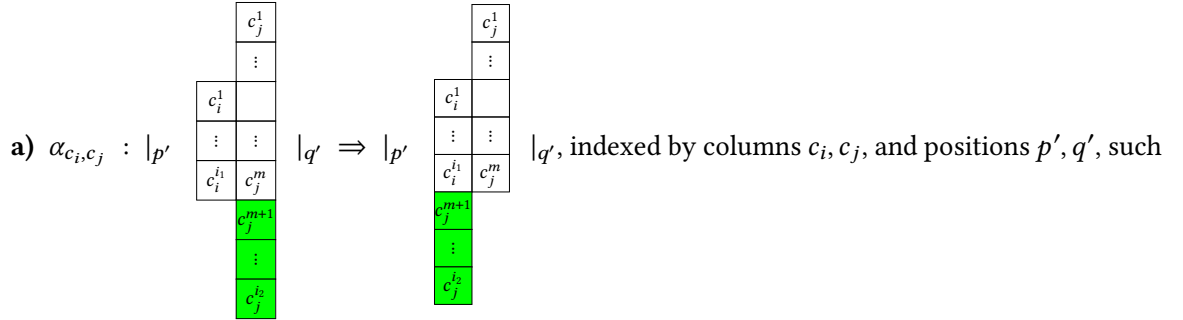 c_j^1 c_j^1
⋮ ⋮
c_i^1 c_i^1
a) α_{c_i,c_j} : |_{p′} ⋮ ⋮ |_{q′} ⇒ |_{p′} ⋮ ⋮ |_{q′}, indexed by columns c_i, c_j, and positions p′, q′, such
c_i^{i_1} c_j^m c_i^{i_1} c_j^m
c_j^{m+1} c_j^{m+1}
⋮ ⋮
c_j^{i_2} c_j^{i_2}